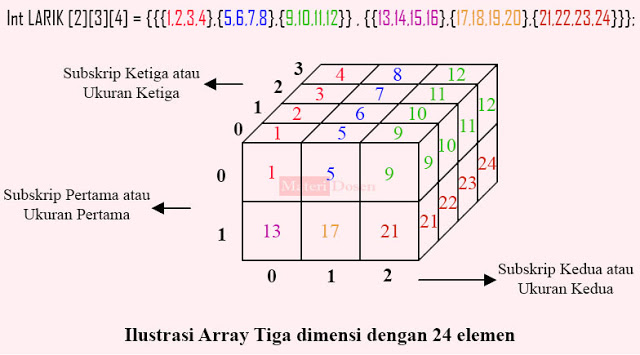 Int LARIK [2][3][4] = {{{1.2.3.4}.{5.6.7.8}.{9.10.11.12}} . {{13.14.15.16}.{17.18.19.20}.{21.22.23.24}}}:
3 4 8 12
Subskrip Ketiga atau
Ukuran Ketiga
2 3 7 11 12
1 2 6 10 11
0 1 5 9 10
0 1 5 9 9 24
Materi Dosen
23
Subskrip Pertama atau
Ukuran Pertama
22
1 13 17 21 21
0 1 2
Subskrip Kedua atau
Ukuran Kedua
Ilustrasi Array Tiga dimensi dengan 24 elemen